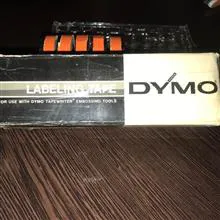 LABELING TAPE
FOR USE WITH DYMO TAPEWRITER EMBOSSING TOOLS
DYMO